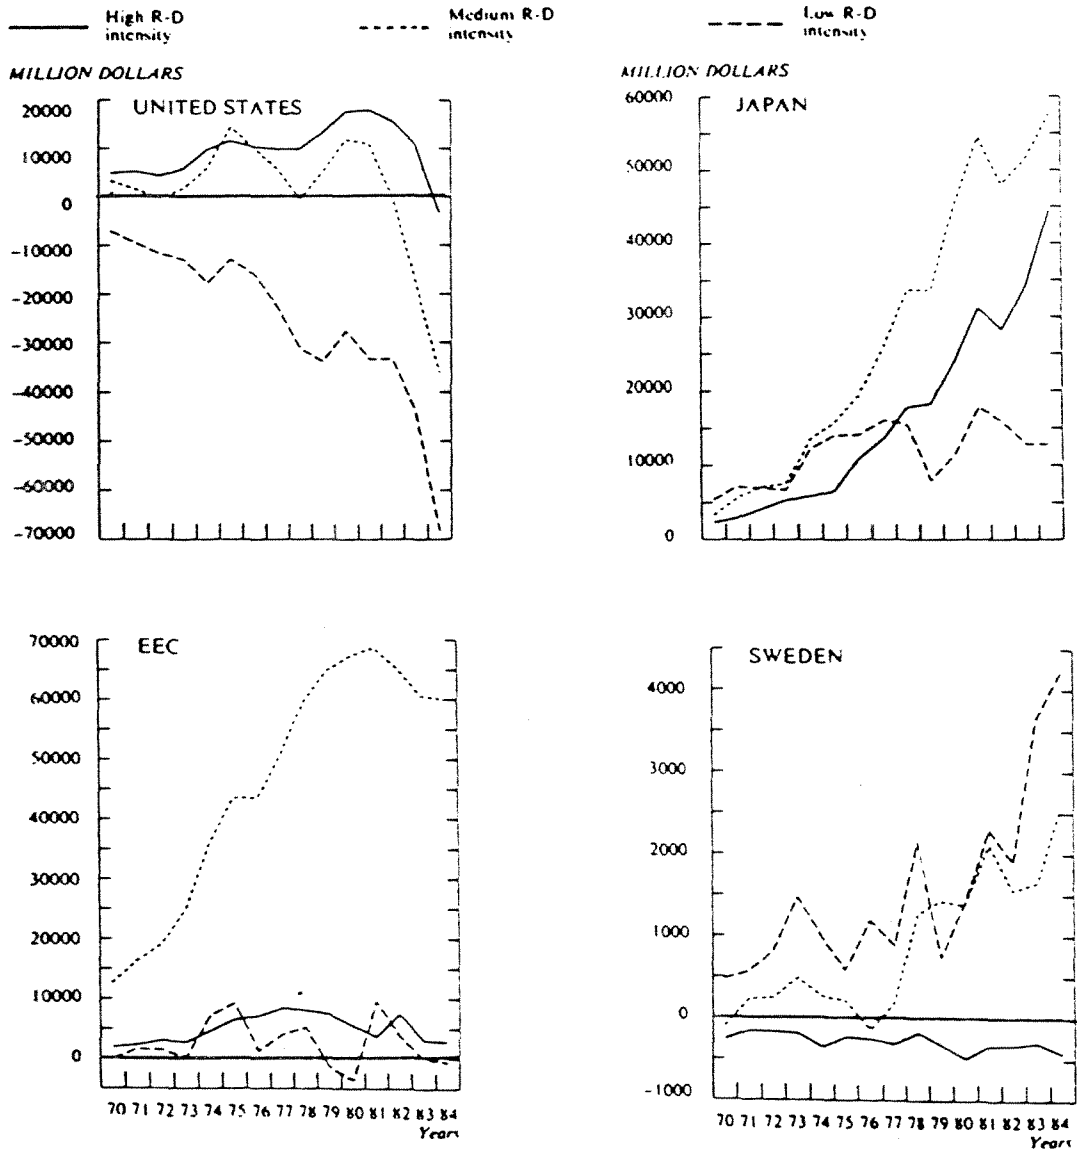 High R-D
intensity
Medium R-D
intensity
Low R-D
intensity
MILLION DOLLARS
UNITED STATES
20000
10000
0
-10000
-20000
-30000
-40000
-50000
-60000
-70000
MILLION DOLLARS
JAPAN
60000
50000
40000
30000
20000
10000
0
EEC
70000
60000
50000
40000
30000
20000
10000
0
70 71 72 73 74 75 76 77 78 79 80 81 82 83 84
Years
SWEDEN
4000
3000
2000
1000
0
-1000
70 71 72 73 74 75 76 77 78 79 80 81 82 83 84
Years